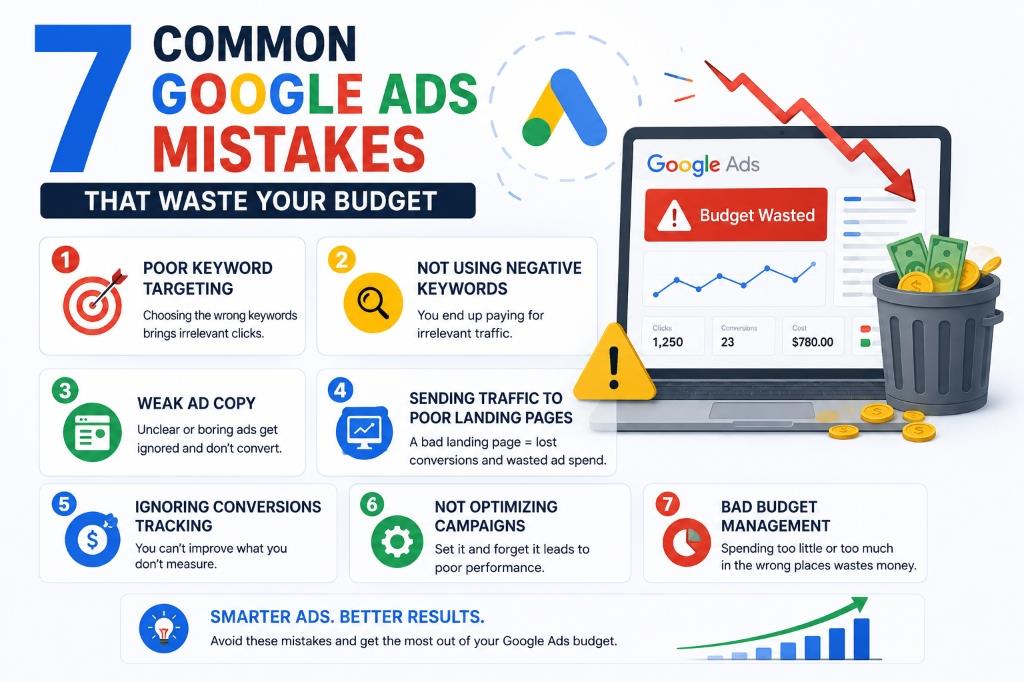 7
COMMON
GOOGLE ADS
MISTAKES
THAT WASTE YOUR BUDGET
Google Ads
Budget Wasted
Clicks
1,250
Conversions
23
Cost
$780.00
1
POOR KEYWORD
TARGETING
Choosing the wrong keywords
brings irrelevant clicks.
2
NOT USING NEGATIVE
KEYWORDS
You end up paying for
irrelevant traffic.
3
WEAK AD COPY
Unclear or boring ads get
ignored and don't convert.
4
SENDING TRAFFIC TO
POOR LANDING PAGES
A bad landing page = lost
conversions and wasted ad spend.
5
IGNORING CONVERSIONS
TRACKING
You can't improve what you
don't measure.
6
NOT OPTIMIZING
CAMPAIGNS
Set it and forget it leads to
poor performance.
7
BAD BUDGET
MANAGEMENT
Spending too little or too much
in the wrong places wastes money.
SMARTER ADS. BETTER RESULTS.
Avoid these mistakes and get the most out of your Google Ads budget.